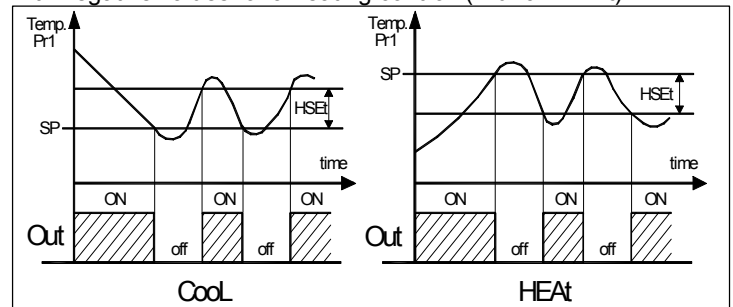 Temp.
Pr1
SP
HSEt
time
ON
ON
ON
Out
off
off
CooL
Temp.
Pr1
SP
HSEt
time
ON
ON
ON
Out
off
off
HEAt